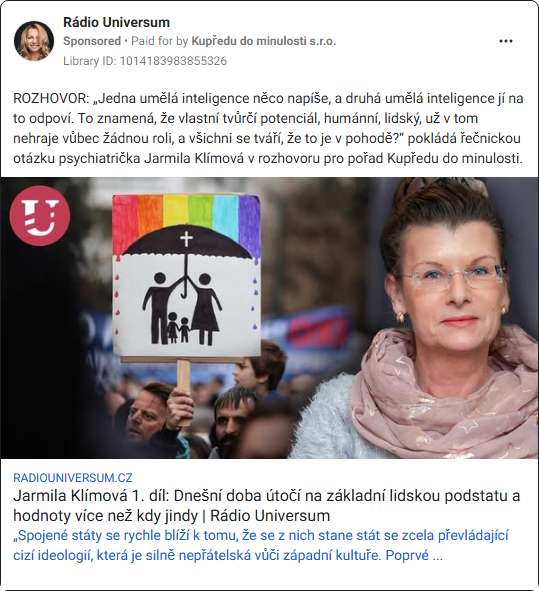 Rádio Universum
Sponsored • Paid for by Kupředu do minulosti s.r.o.
Library ID: 1014183983855326
ROZHOVOR: „Jedna umělá inteligence něco napíše, a druhá umělá inteligence jí na
to odpoví. To znamená, že vlastní tvůrčí potenciál, humánní, lidský, už v tom
nehraje vůbec žádnou roli, a všichni se tváří, že to je v pohodě?“ pokládá řečnickou
otázku psychiatrička Jarmila Klímová v rozhovoru pro pořad Kupředu do minulosti.
U
RADIOUNIVERSUM.CZ
Jarmila Klímová 1. díl: Dnešní doba útočí na základní lidskou podstatu a
hodnoty více než kdy jindy | Rádio Universum
„Spojené státy se rychle blíží k tomu, že se z nich stane stát se zcela převládající
cizí ideologií, která je silně nepřátelská vůči západní kultuře. Poprvé ...